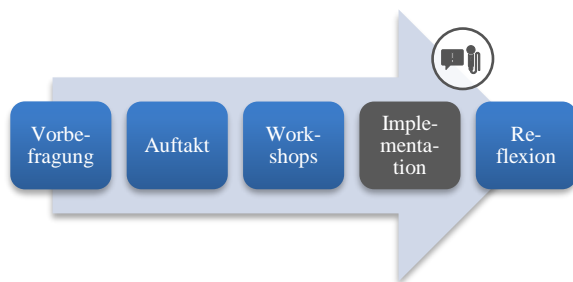 Vorbe-
fragung
Auftakt
Work-
shops
Imple-
menta-
tion
Re-
flexion